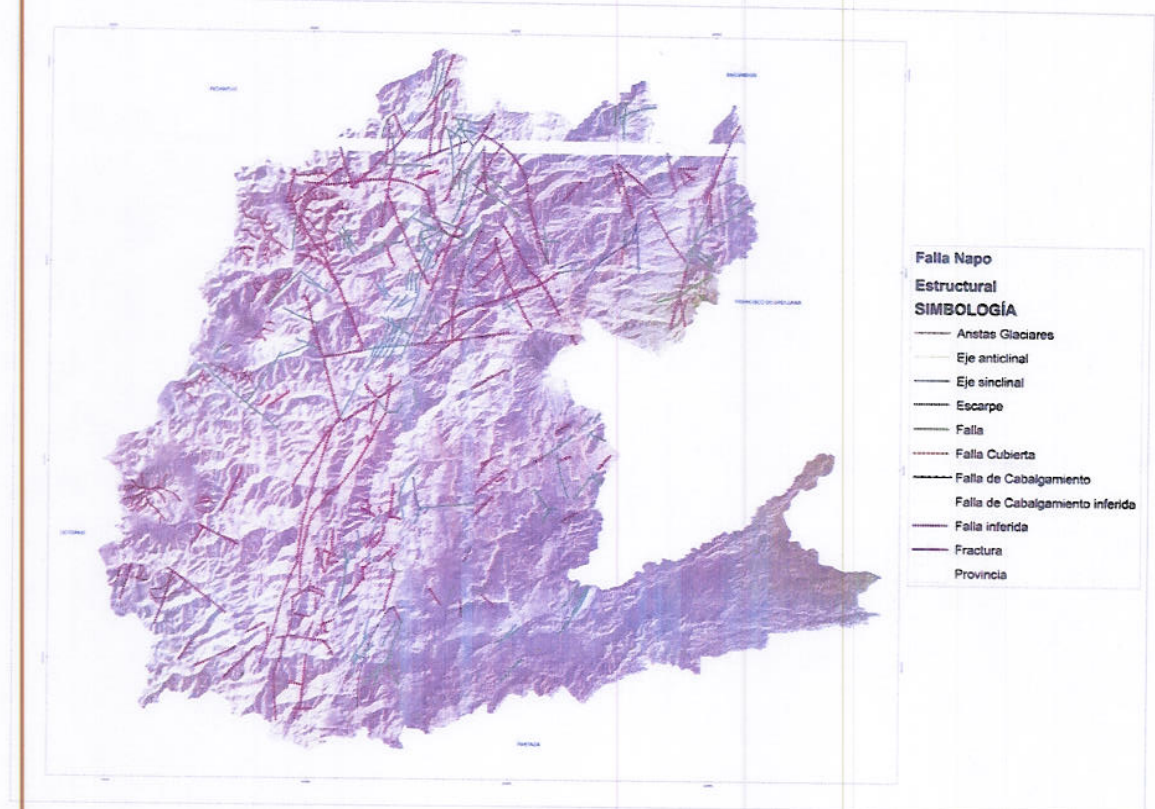 PICHINCHA
SUCUMBIOS
FRANCISCO DE ORELLANA
COTOPAXI
PASTAZA
Falla Napo
Estructural
SIMBOLOGÍA
Aristas Glaciares
Eje anticlinal
Eje sinclinal
Escarpe
Falla
Falla Cubierta
Falla de Cabalgamiento
Falla de Cabalgamiento inferida
Falla inferida
Fractura
Provincia